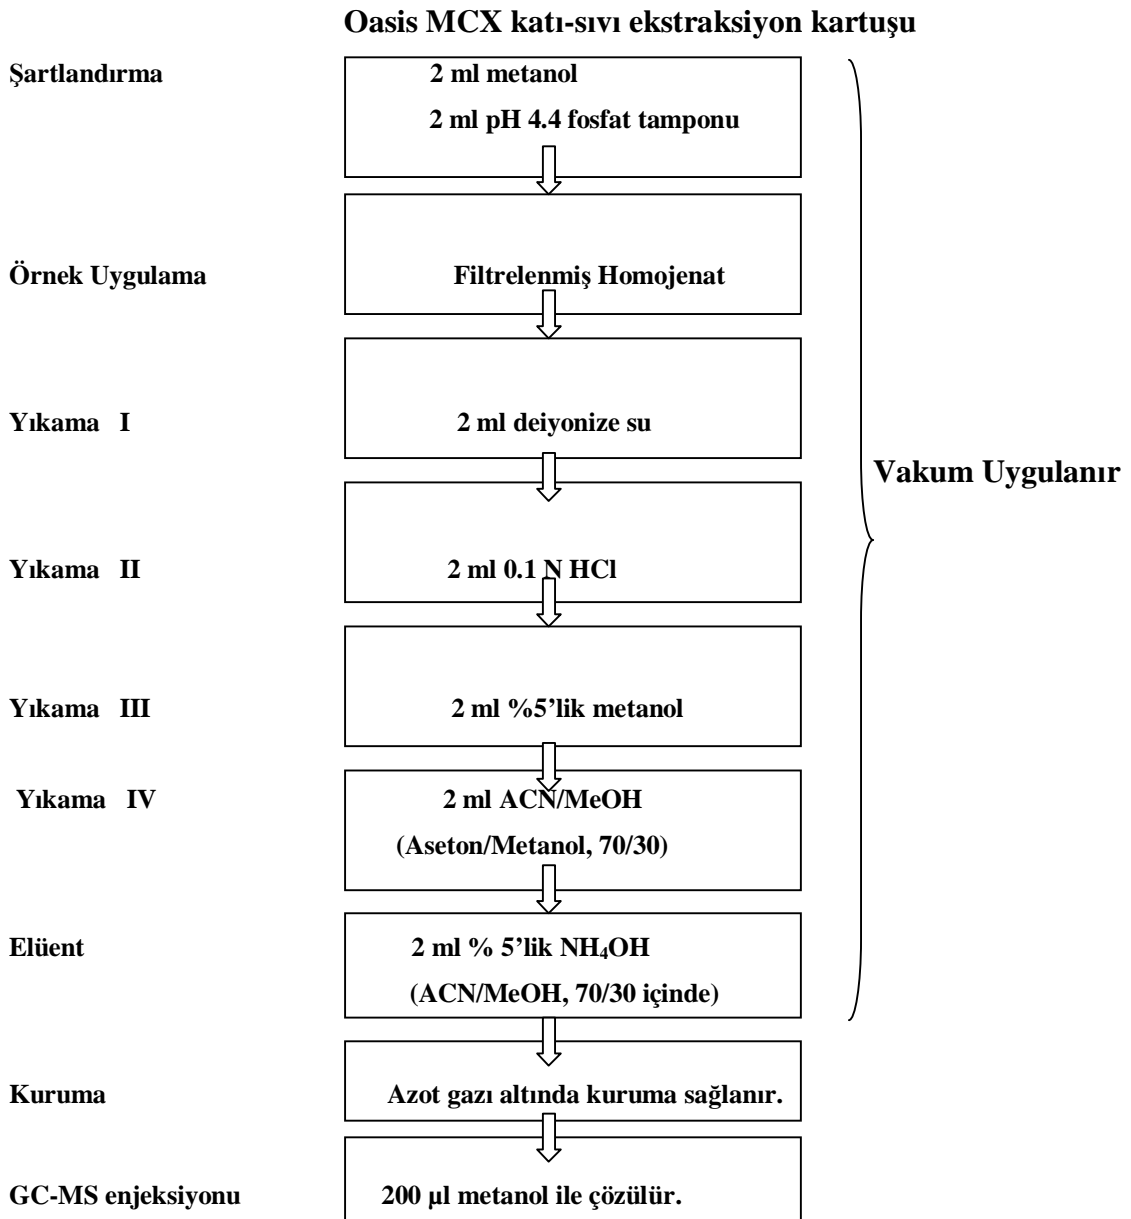 Oasis MCX katı-sıvı ekstraksiyon kartuşu
Şartlandırma
2 ml metanol
2 ml pH 4.4 fosfat tamponu
Örnek Uygulama
Filtrelenmiş Homojenat
Yıkama I
2 ml deiyonize su
Vakum Uygulanır
Yıkama II
2 ml 0.1 N HCl
Yıkama III
2 ml %5’lik metanol
Yıkama IV
2 ml ACN/MeOH
(Aseton/Metanol, 70/30)
Elüent
2 ml % 5’lik NH₄OH
(ACN/MeOH, 70/30 içinde)
Kuruma
Azot gazı altında kuruma sağlanır.
GC-MS enjeksiyonu
200 µl metanol ile çözülür.